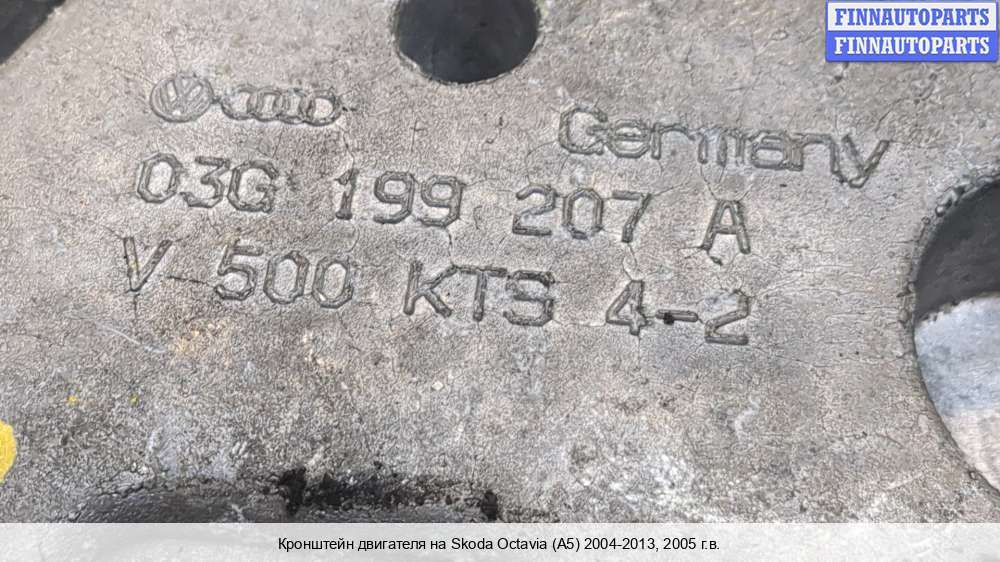 FINNAUTOPARTS
FINNAUTOPARTS
Germany
03G 199 207 A
V 500 KTS 4-2
Кронштейн двигателя на Skoda Octavia (A5) 2004-2013, 2005 г.в.